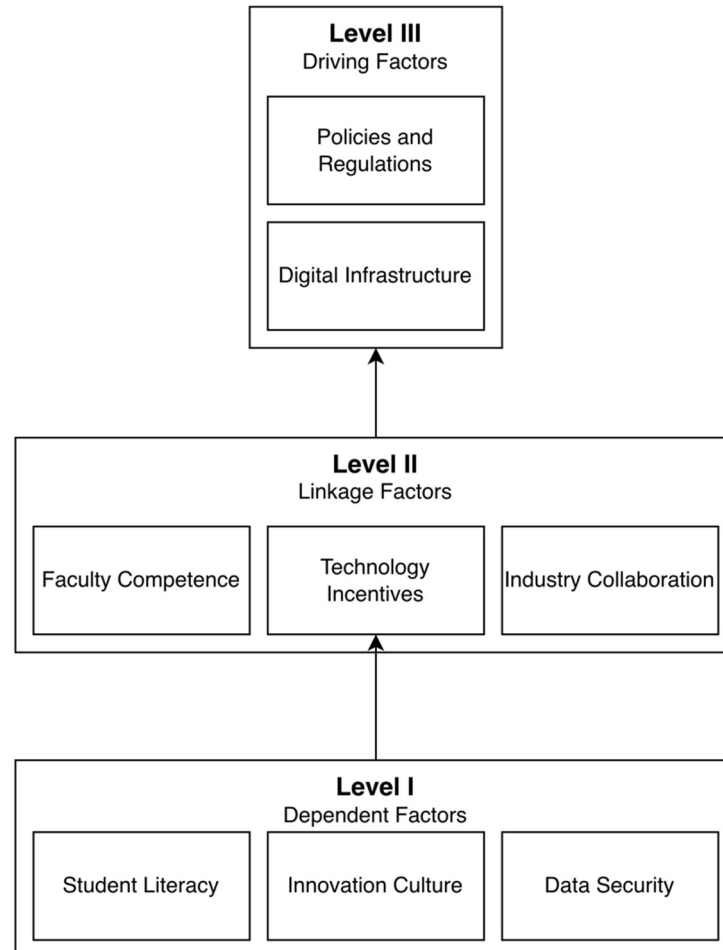 Level III
Driving Factors
Policies and
Regulations
Digital Infrastructure
Level II
Linkage Factors
Faculty Competence
Technology
Incentives
Industry Collaboration
Level I
Dependent Factors
Student Literacy
Innovation Culture
Data Security